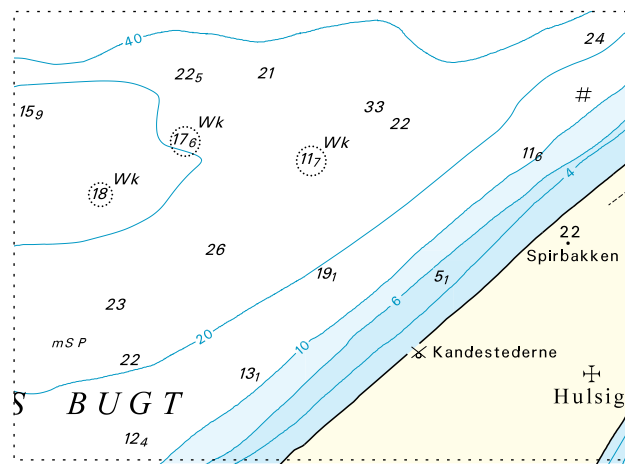 40
24
22₅
21
15₉
33
22
Wk
17₆
Wk
11₇
11₆
4
Wk
18
22
Spirbakken
26
19₁
5₁
6
23
20
10
mS P
22
Kandestederne
13₁
Hulsig
S BUGT
12₄